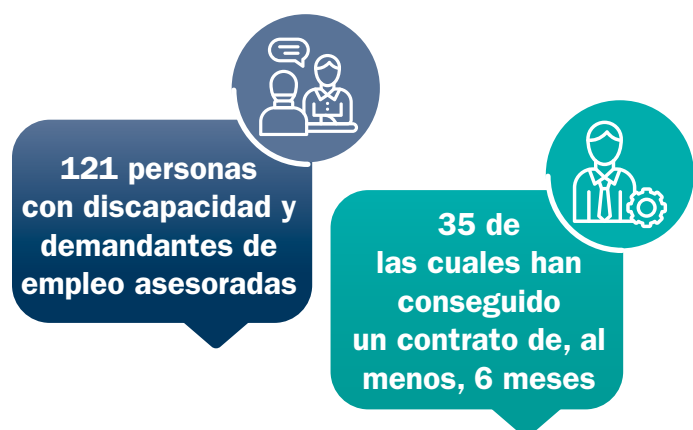 121 personas
con discapacidad y
demandantes de
empleo asesoradas
35 de
las cuales han
conseguido
un contrato de, al
menos, 6 meses